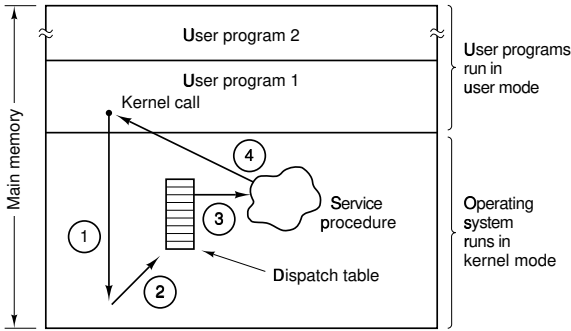 User program 2
User program 1
Kernel call
User programs
run in
user mode
Main memory
4
3
Service
procedure
1
2
Dispatch table
Operating
system
runs in
kernel mode